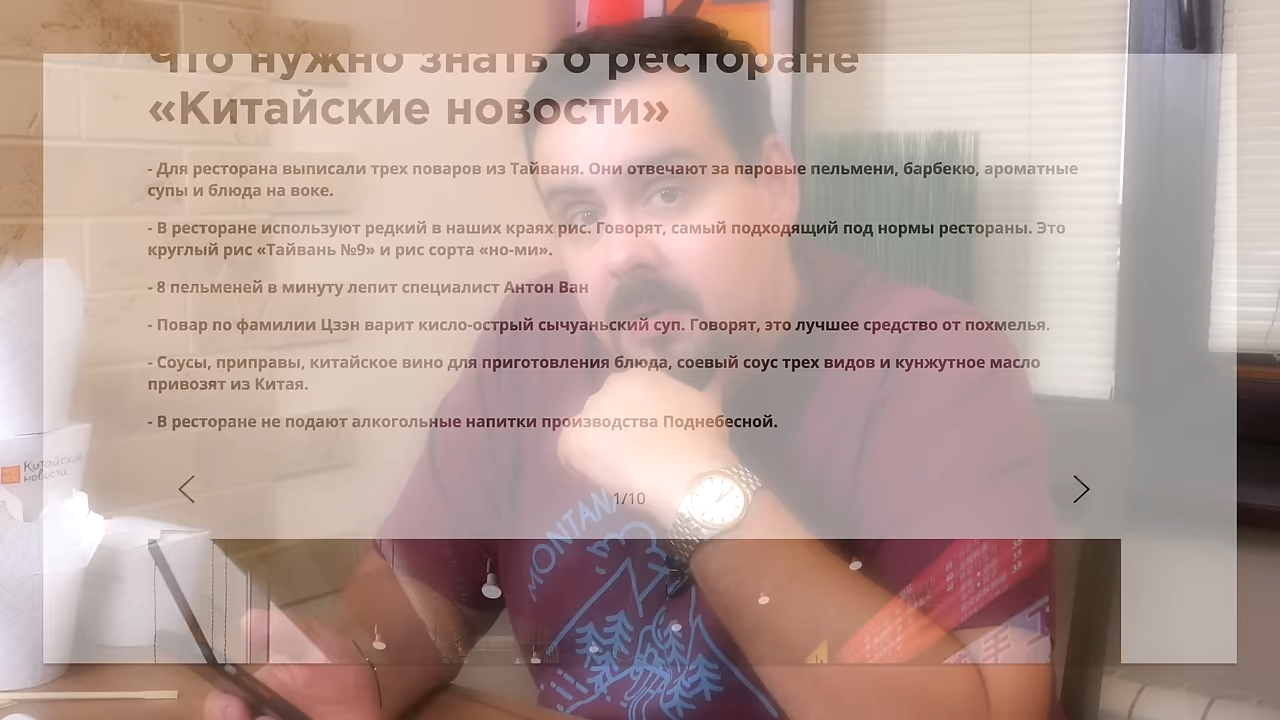 Что нужно знать о ресторане
«Китайские новости»
- Для ресторана выписали трех поваров из Тайваня. Они отвечают за паровые пельмени, барбекю, ароматные
супы и блюда на воке.
- В ресторане используют редкий в наших краях рис. Говорят, самый подходящий под нормы рестораны. Это
круглый рис «Тайвань №9» и рис сорта «но-ми».
- 8 пельменей в минуту лепит специалист Антон Ван
- Повар по фамилии Цзэн варит кисло-острый сычуаньский суп. Говорят, это лучшее средство от похмелья.
- Соусы, приправы, китайское вино для приготовления блюда, соевый соус трех видов и кунжутное масло
привозят из Китая.
- В ресторане не подают алкогольные напитки производства Поднебесной.
Китайские
новости
1/10
MONTANA